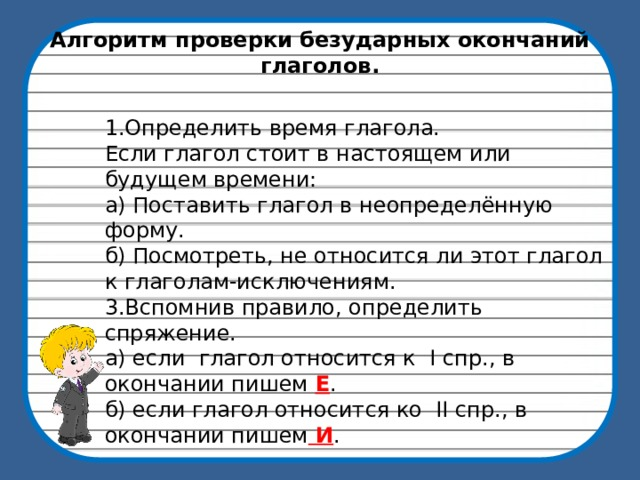 Алгоритм проверки безударных окончаний
глаголов.
1.Определить время глагола.
Если глагол стоит в настоящем или
будущем времени:
а) Поставить глагол в неопределённую
форму.
б) Посмотреть, не относится ли этот глагол
к глаголам-исключениям.
3.Вспомнив правило, определить
спряжение.
а) если  глагол относится к  I спр., в
окончании пишем Е.
б) если глагол относится ко  II спр., в
окончании пишем И.